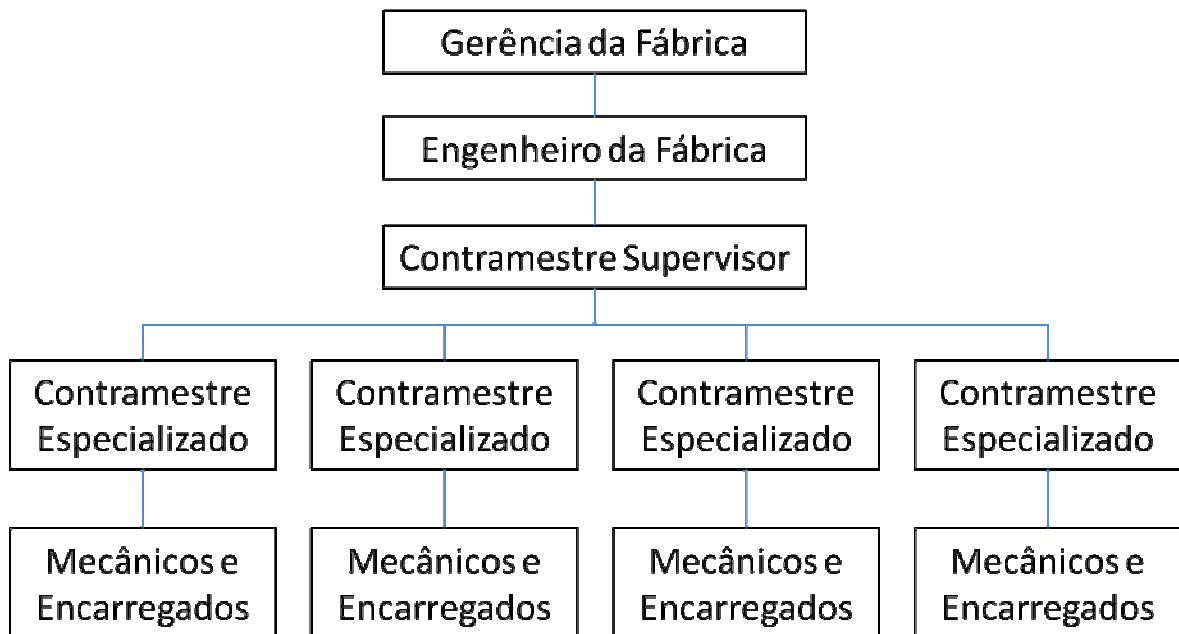 Gerência da Fábrica
Engenheiro da Fábrica
Contramestre Supervisor
Contramestre
Especializado
Contramestre
Especializado
Contramestre
Especializado
Contramestre
Especializado
Mecânicos e
Encarregados
Mecânicos e
Encarregados
Mecânicos e
Encarregados
Mecânicos e
Encarregados